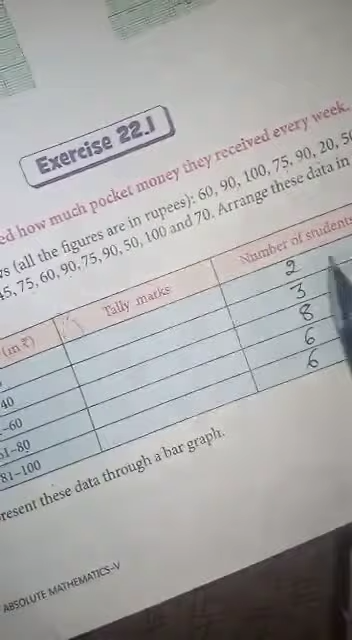 Exercise 22.1
ed how much pocket money they received every week.
rs (all the figures are in rupees): 60, 90, 100, 75, 90, 20, 50
45, 75, 60, 90, 75, 90, 50, 100 and 70. Arrange these data in
(in ₹) Tally marks Number of students
2
40 3
-60 8
61-80 6
81-100 6
resent these data through a bar graph.
ABSOLUTE MATHEMATICS-V